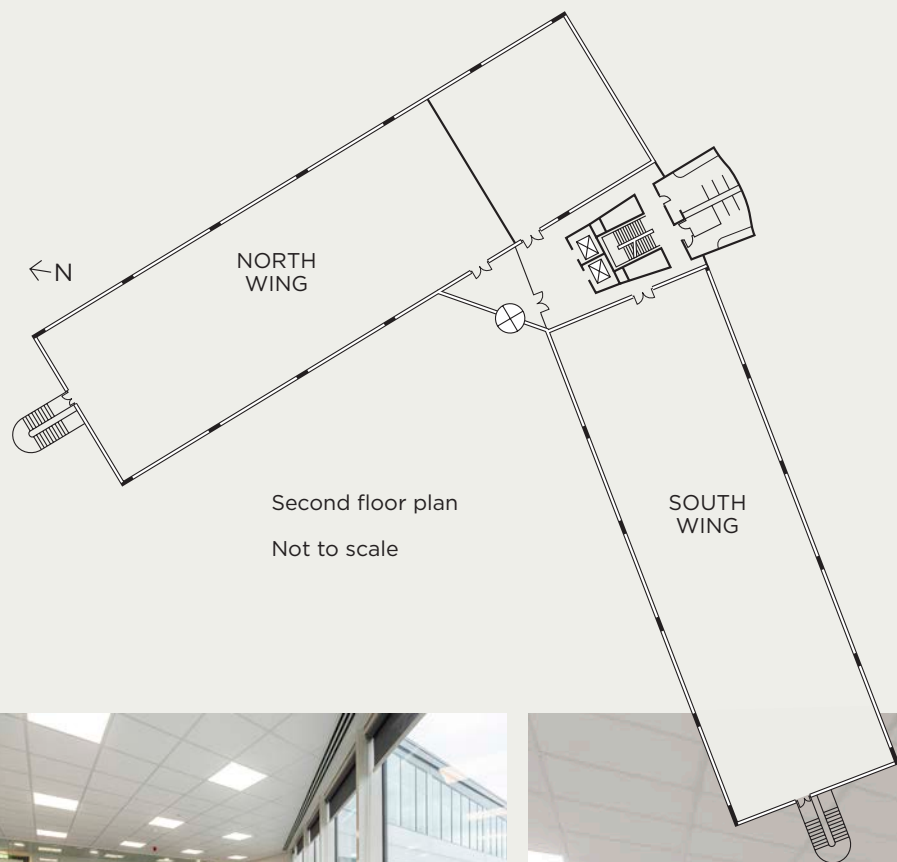 NORTH
WING
N
Second floor plan
Not to scale
SOUTH
WING